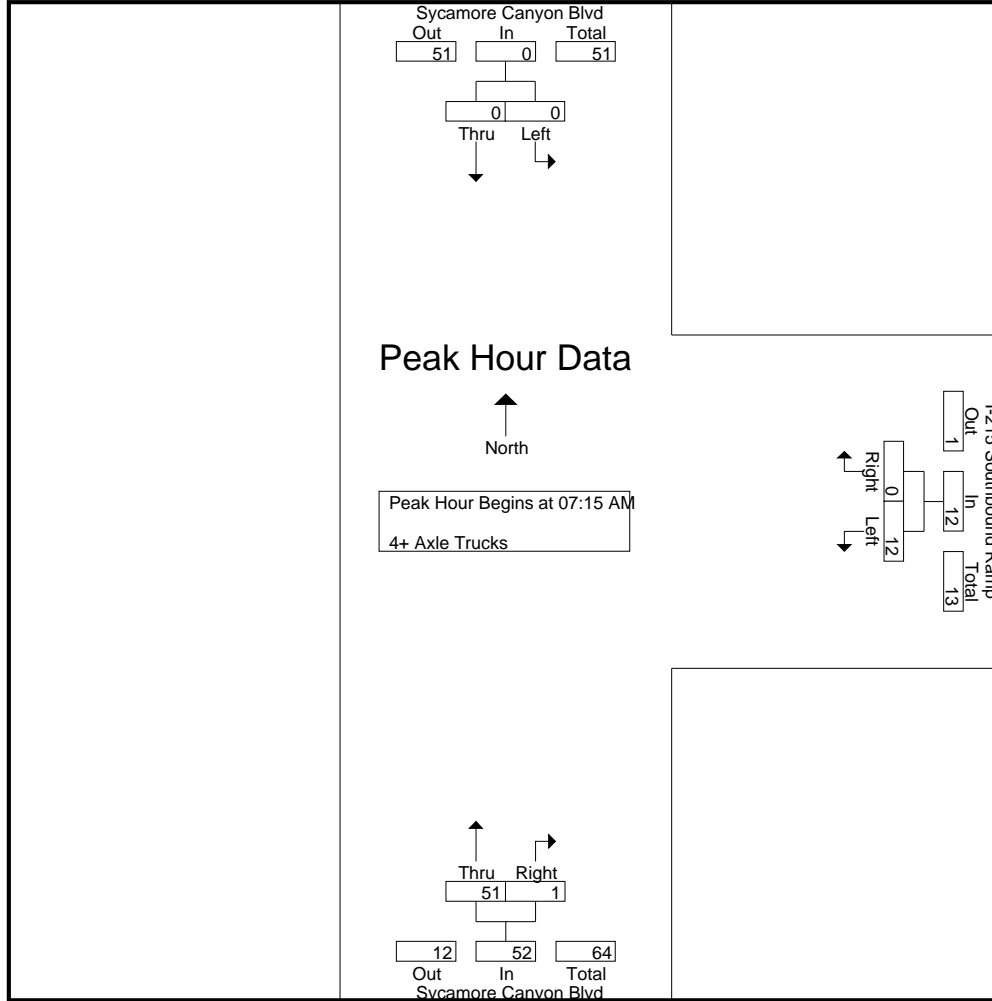 Sycamore Canyon Blvd
Out In Total
51 0 51
0 0
Thru Left
Peak Hour Data
North
Peak Hour Begins at 07:15 AM
4+ Axle Trucks
Southbound Ramp
Out In Total
1 12 13
0 12
Right Left
Thru Right
51 1
12 52 64
Out In Total
Sycamore Canyon Blvd